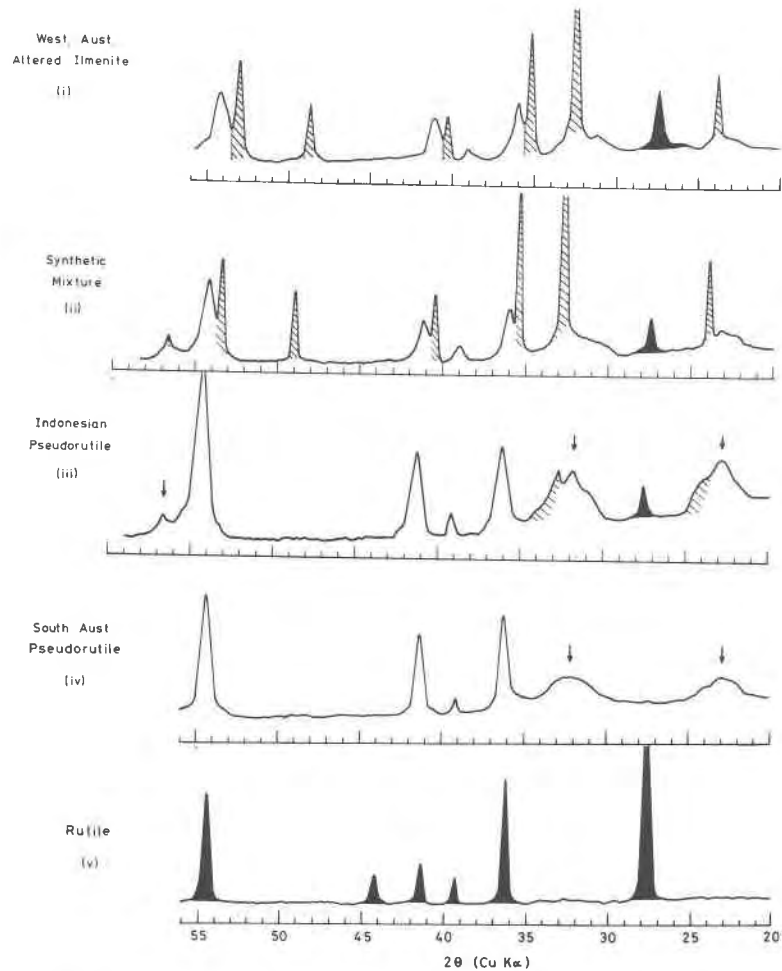 West Aust
Altered Ilmenite
(i)
Synthetic
Mixture
(ii)
Indonesian
Pseudorutile
(iii)
South Aust
Pseudorutile
(iv)
Rutile
(v)
55 50 45 40 35 30 25 20
2θ (Cu Kα)